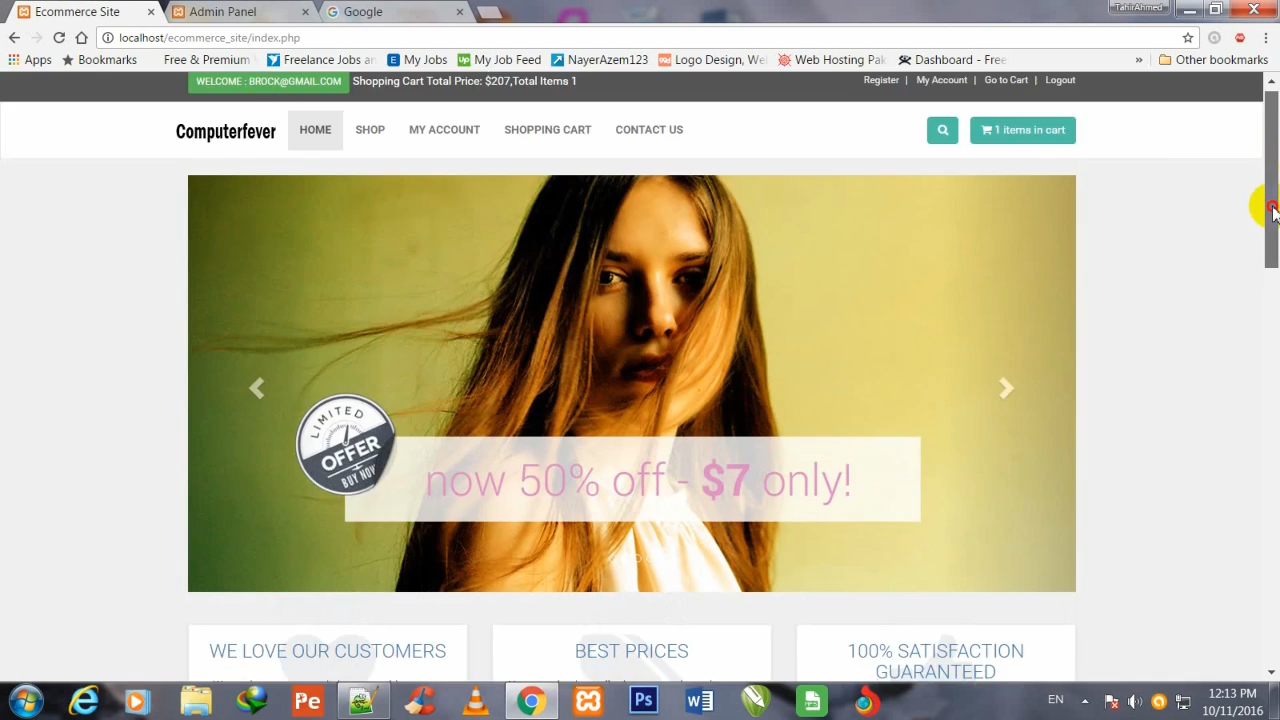 TahirAhmed
Ecommerce Site
Admin Panel
Google
localhost/ecommerce_site/index.php
Apps
Bookmarks
Free & Premium
Freelance Jobs an
My Jobs
My Job Feed
NayerAzem123
Logo Design, We
Web Hosting Pak
Dashboard - Free
»
Other bookmarks
WELCOME : BROCK@GMAIL.COM
Shopping Cart Total Price: $207,Total Items 1
Register |
My Account |
Go to Cart |
Logout
Computerfever
HOME
SHOP
MY ACCOUNT
SHOPPING CART
CONTACT US
1 items in cart
LIMITED
OFFER
BUY NOW
now 50% off - $7 only!
WE LOVE OUR CUSTOMERS
BEST PRICES
100% SATISFACTION
GUARANTEED
Pe
Ps
EN
12:13 PM
10/11/2016